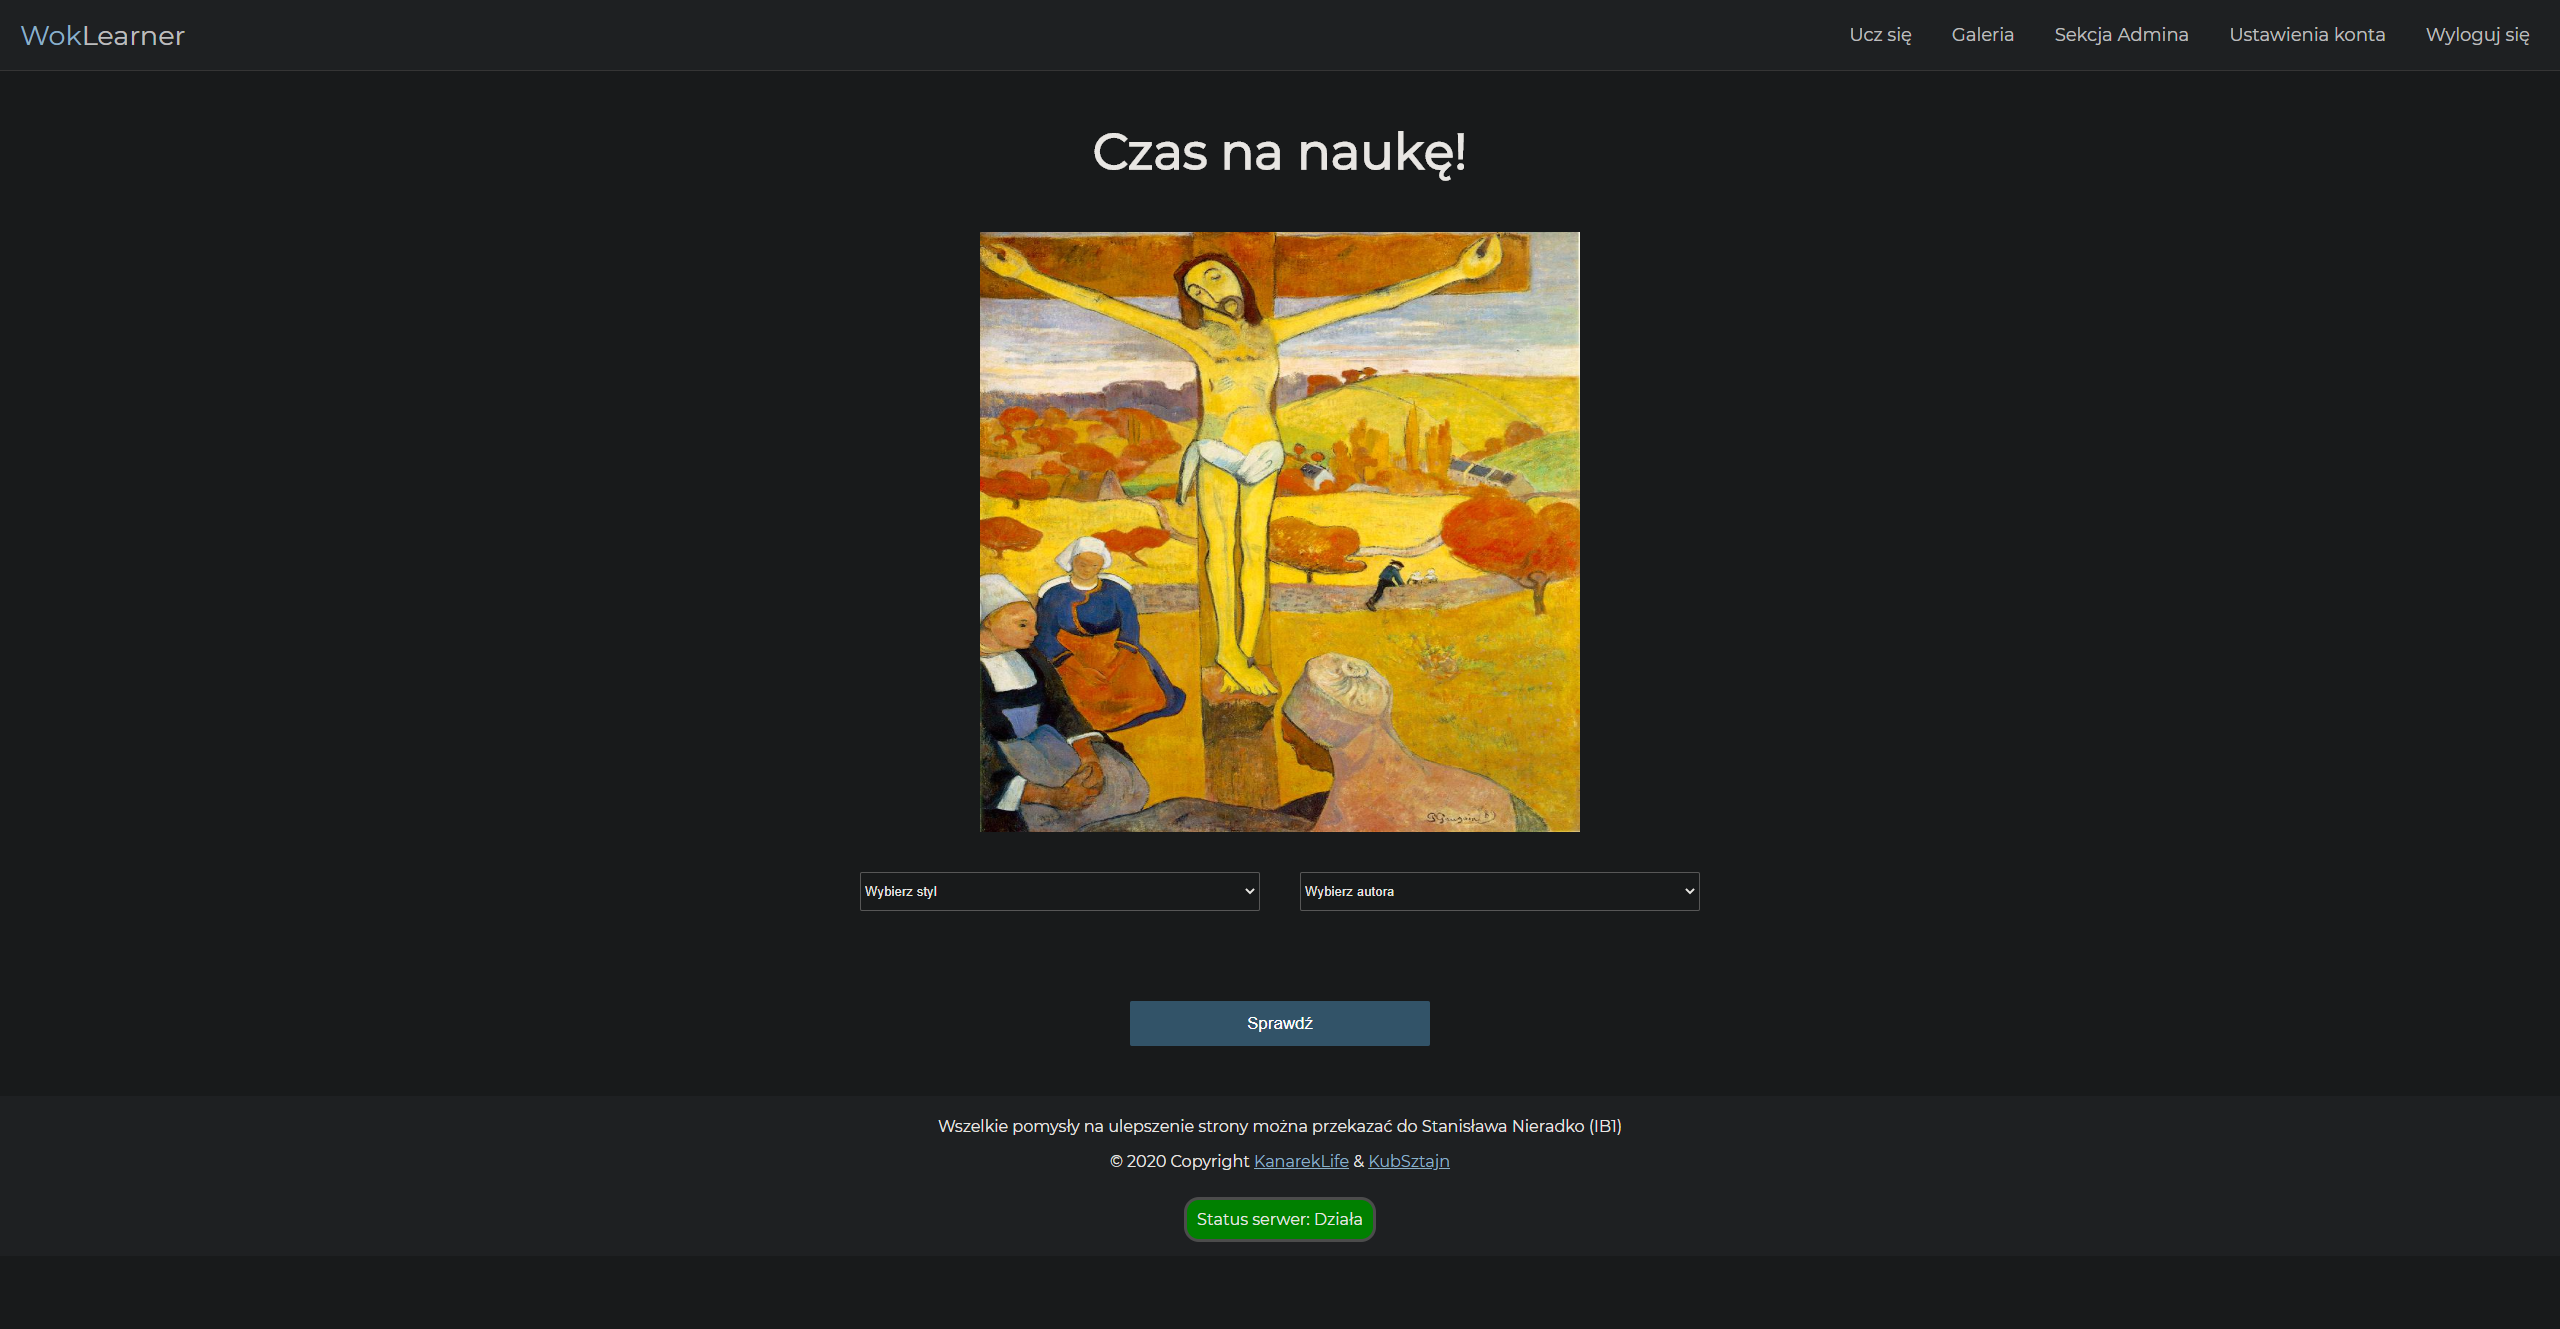 WokLearner
Ucz się Galeria Sekcja Admina Ustawienia konta Wyloguj się
Czas na naukę!
Wybierz styl Wybierz autora
Sprawdź
Wszelkie pomysły na ulepszenie strony można przekazać do Stanisława Nieradko (IB1)
© 2020 Copyright KanarekLife & KubSztajn
Status serwer: Działa